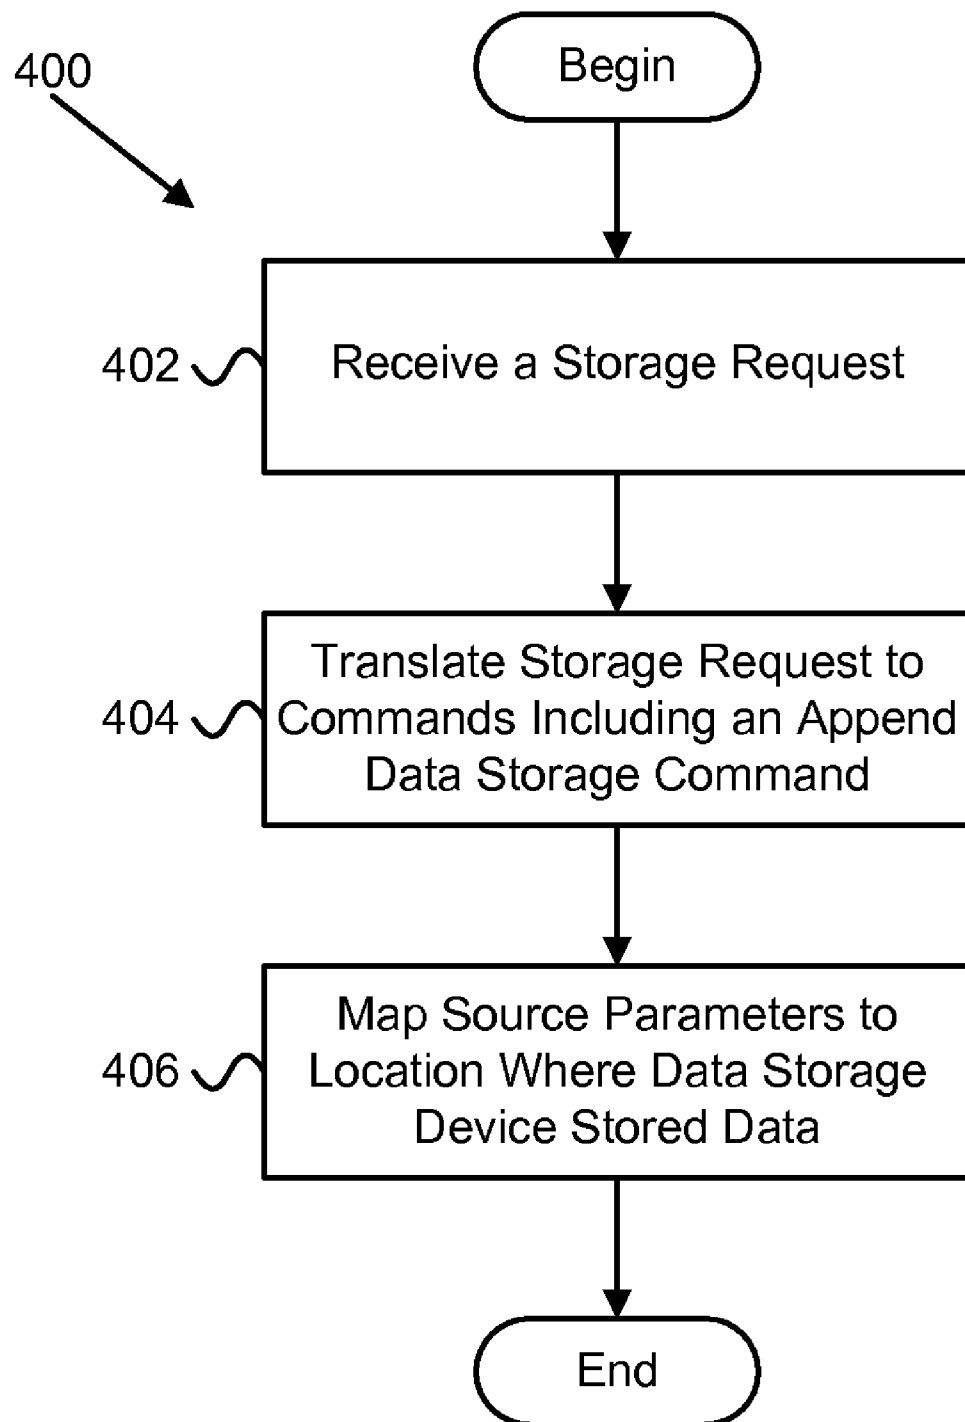 400
Begin
402
Receive a Storage Request
404
Translate Storage Request to
Commands Including an Append
Data Storage Command
406
Map Source Parameters to
Location Where Data Storage
Device Stored Data
End